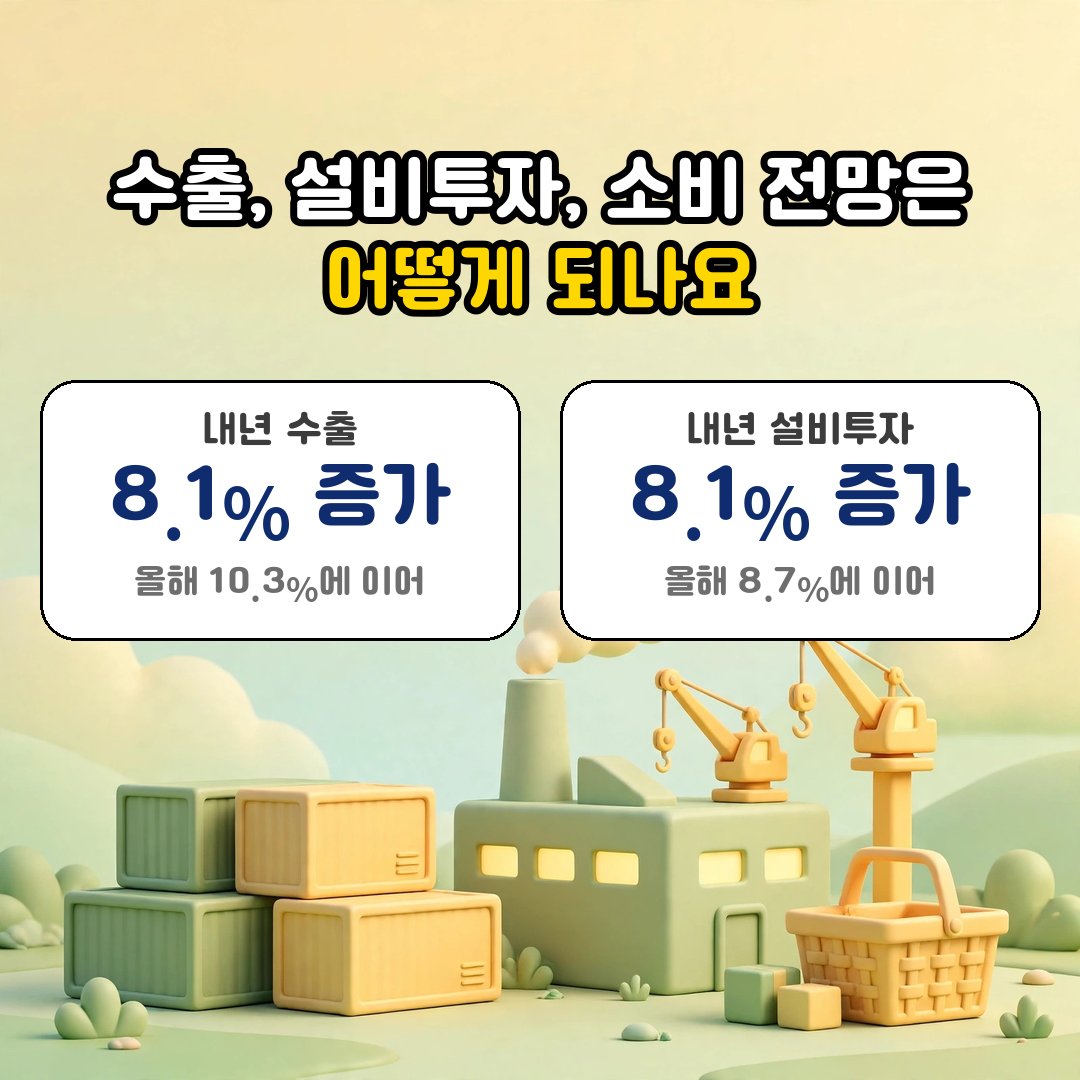 수출, 설비투자, 소비 전망은
어떻게 되나요
내년 수출
8.1% 증가
올해 10.3%에 이어
내년 설비투자
8.1% 증가
올해 8.7%에 이어